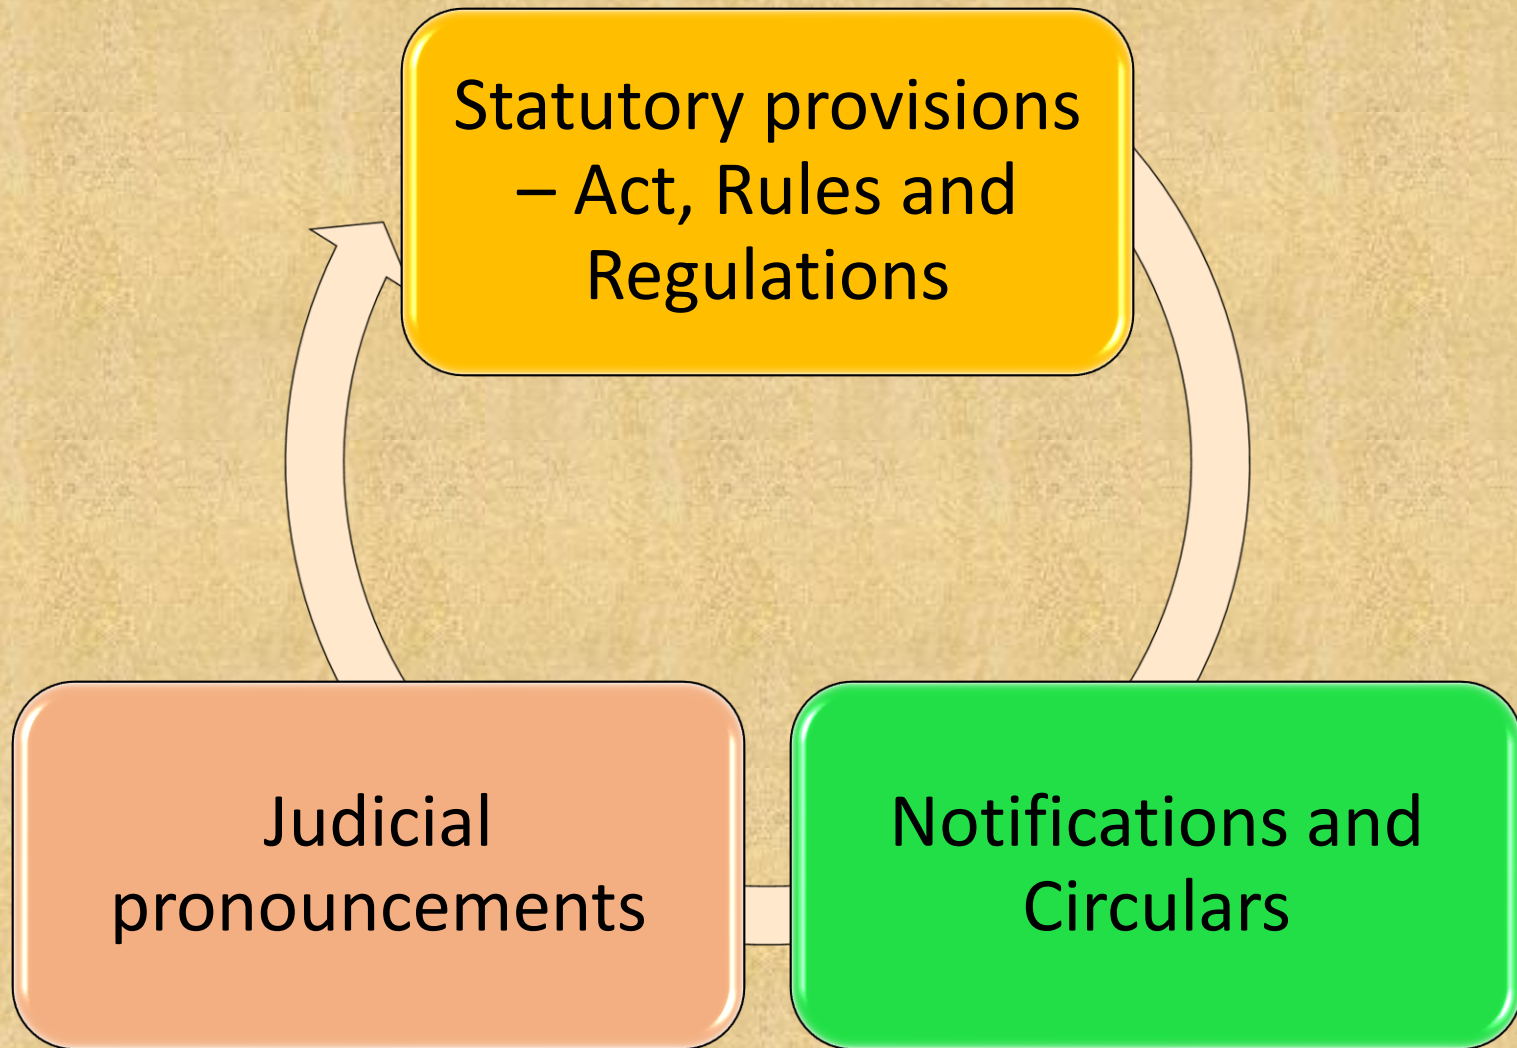 Statutory provisions
– Act, Rules and
Regulations
Judicial
pronouncements
Notifications and
Circulars